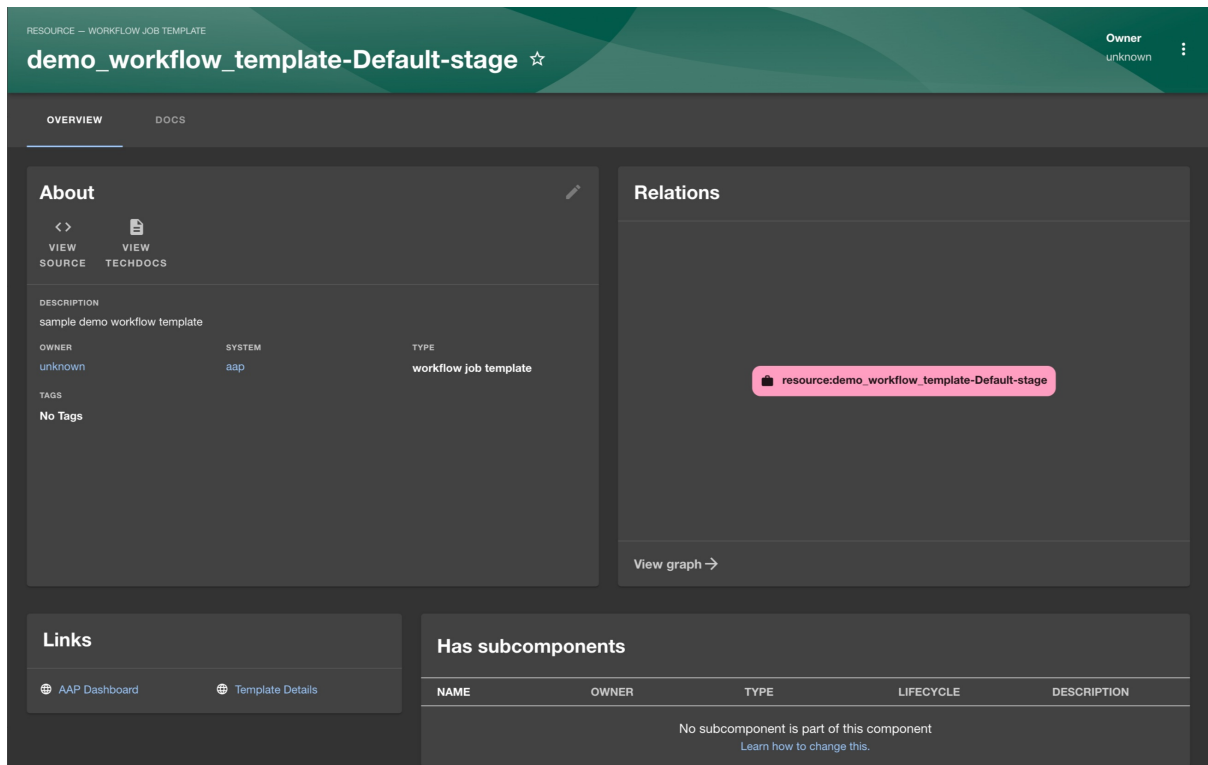 RESOURCE — WORKFLOW JOB TEMPLATE
demo_workflow_template-Default-stage
Owner
unknown
OVERVIEW DOCS
About
VIEW SOURCE
VIEW TECHDOCS
DESCRIPTION
sample demo workflow template
OWNER SYSTEM TYPE
unknown aap workflow job template
TAGS
No Tags
Relations
resource:demo_workflow_template-Default-stage
View graph
Links
AAP Dashboard Template Details
Has subcomponents
NAME OWNER TYPE LIFECYCLE DESCRIPTION
No subcomponent is part of this component
Learn how to change this.